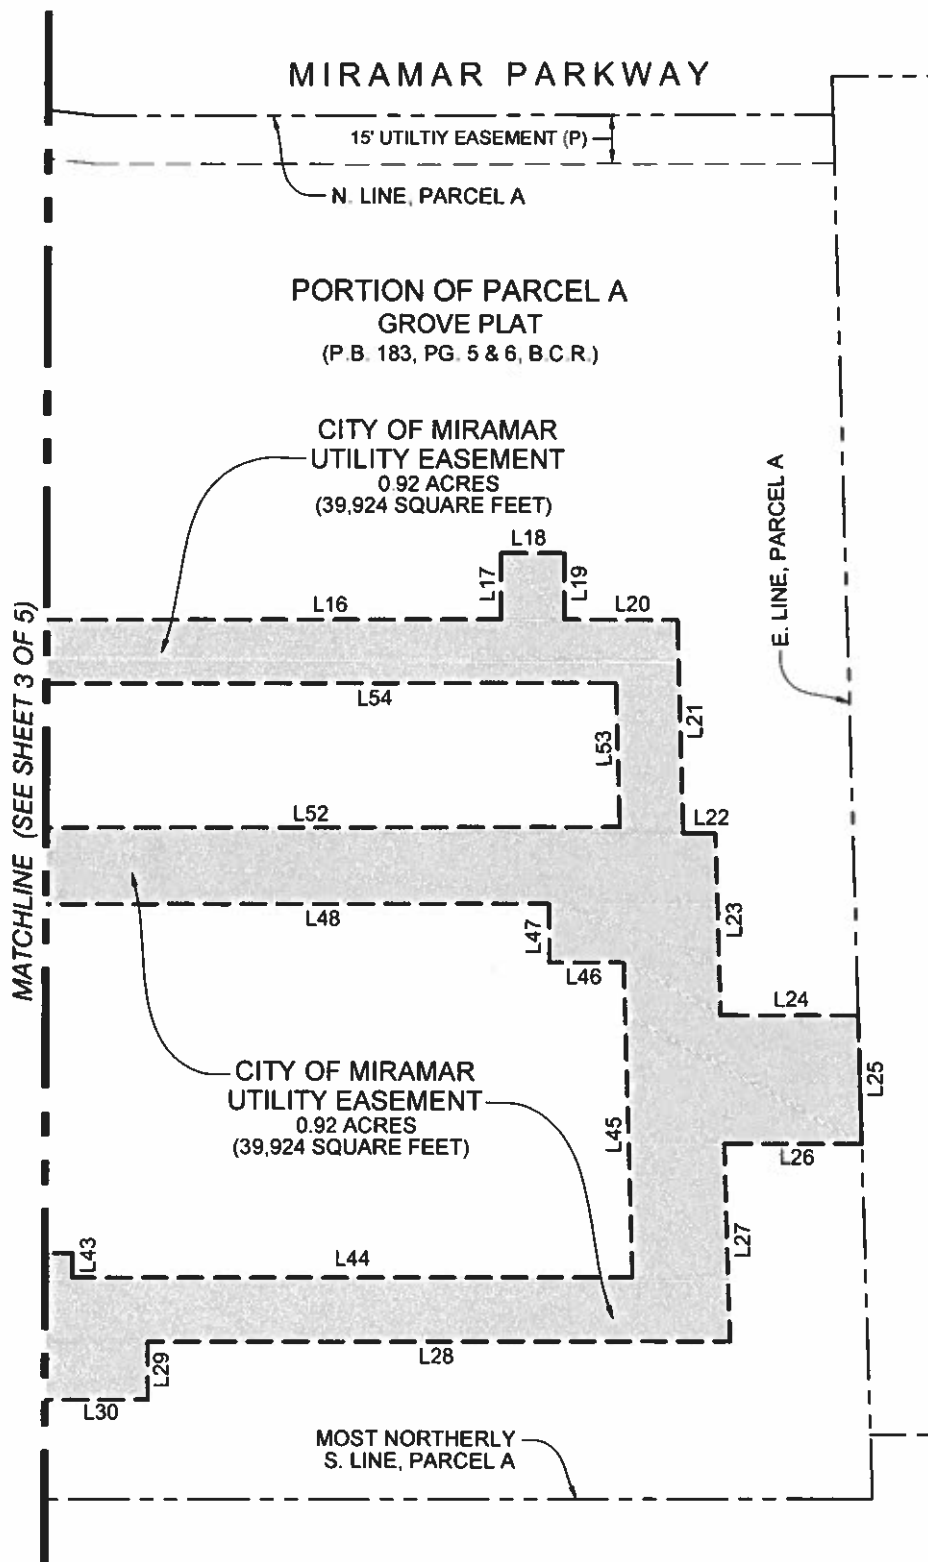 MIRAMAR PARKWAY
15' UTILTIY EASEMENT (P)
N. LINE, PARCEL A
PORTION OF PARCEL A
GROVE PLAT
(P.B. 183, PG. 5 & 6, B.C.R.)
CITY OF MIRAMAR
UTILITY EASEMENT
0.92 ACRES
(39,924 SQUARE FEET)
E. LINE, PARCEL A
L18
L17
L19
L16
L20
MATCHLINE (SEE SHEET 3 OF 5)
L54
L53
L21
L52
L22
L48
L47
L23
L46
L24
CITY OF MIRAMAR
UTILITY EASEMENT
0.92 ACRES
(39,924 SQUARE FEET)
L45
L25
L26
L43
L44
L27
L29
L28
L30
MOST NORTHERLY
S. LINE, PARCEL A